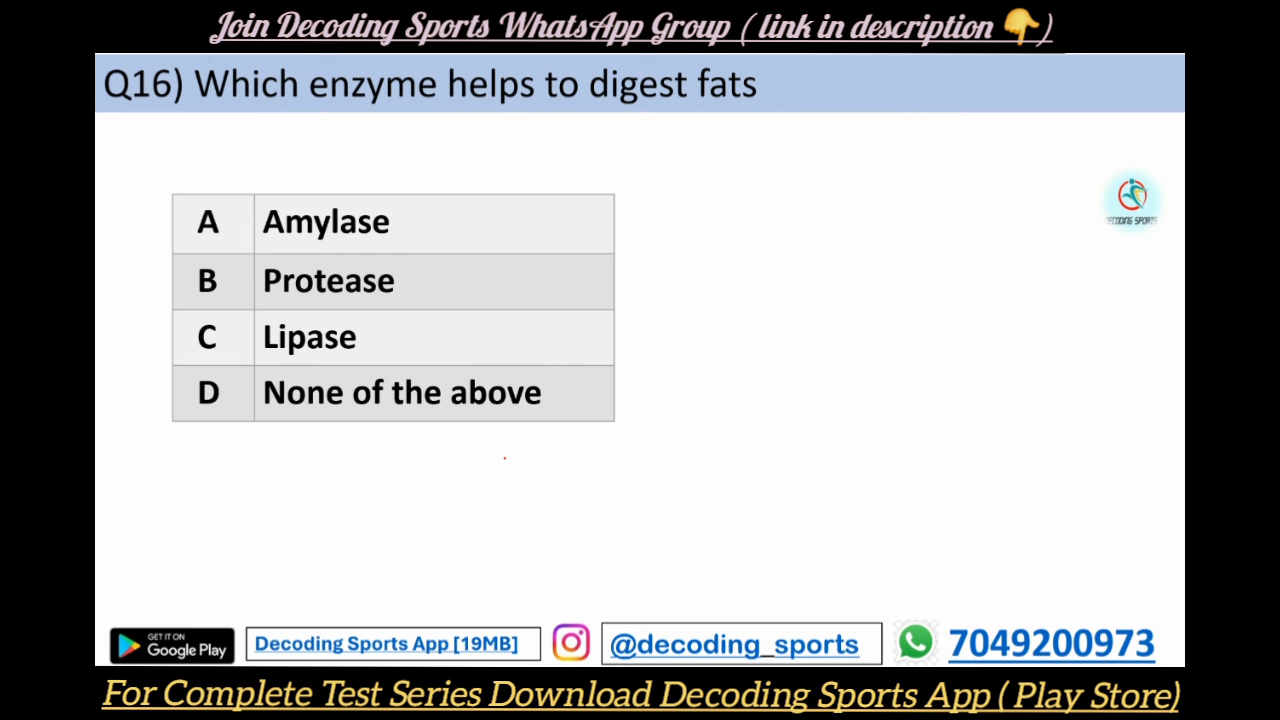 Join Decoding Sports WhatsApp Group ( link in description 👇)
Q16) Which enzyme helps to digest fats
A Amylase
B Protease
C Lipase
D None of the above
DECODING SPORTS
GET IT ON
Google Play
Decoding Sports App [19MB]
@decoding_sports
7049200973
For Complete Test Series Download Decoding Sports App ( Play Store)